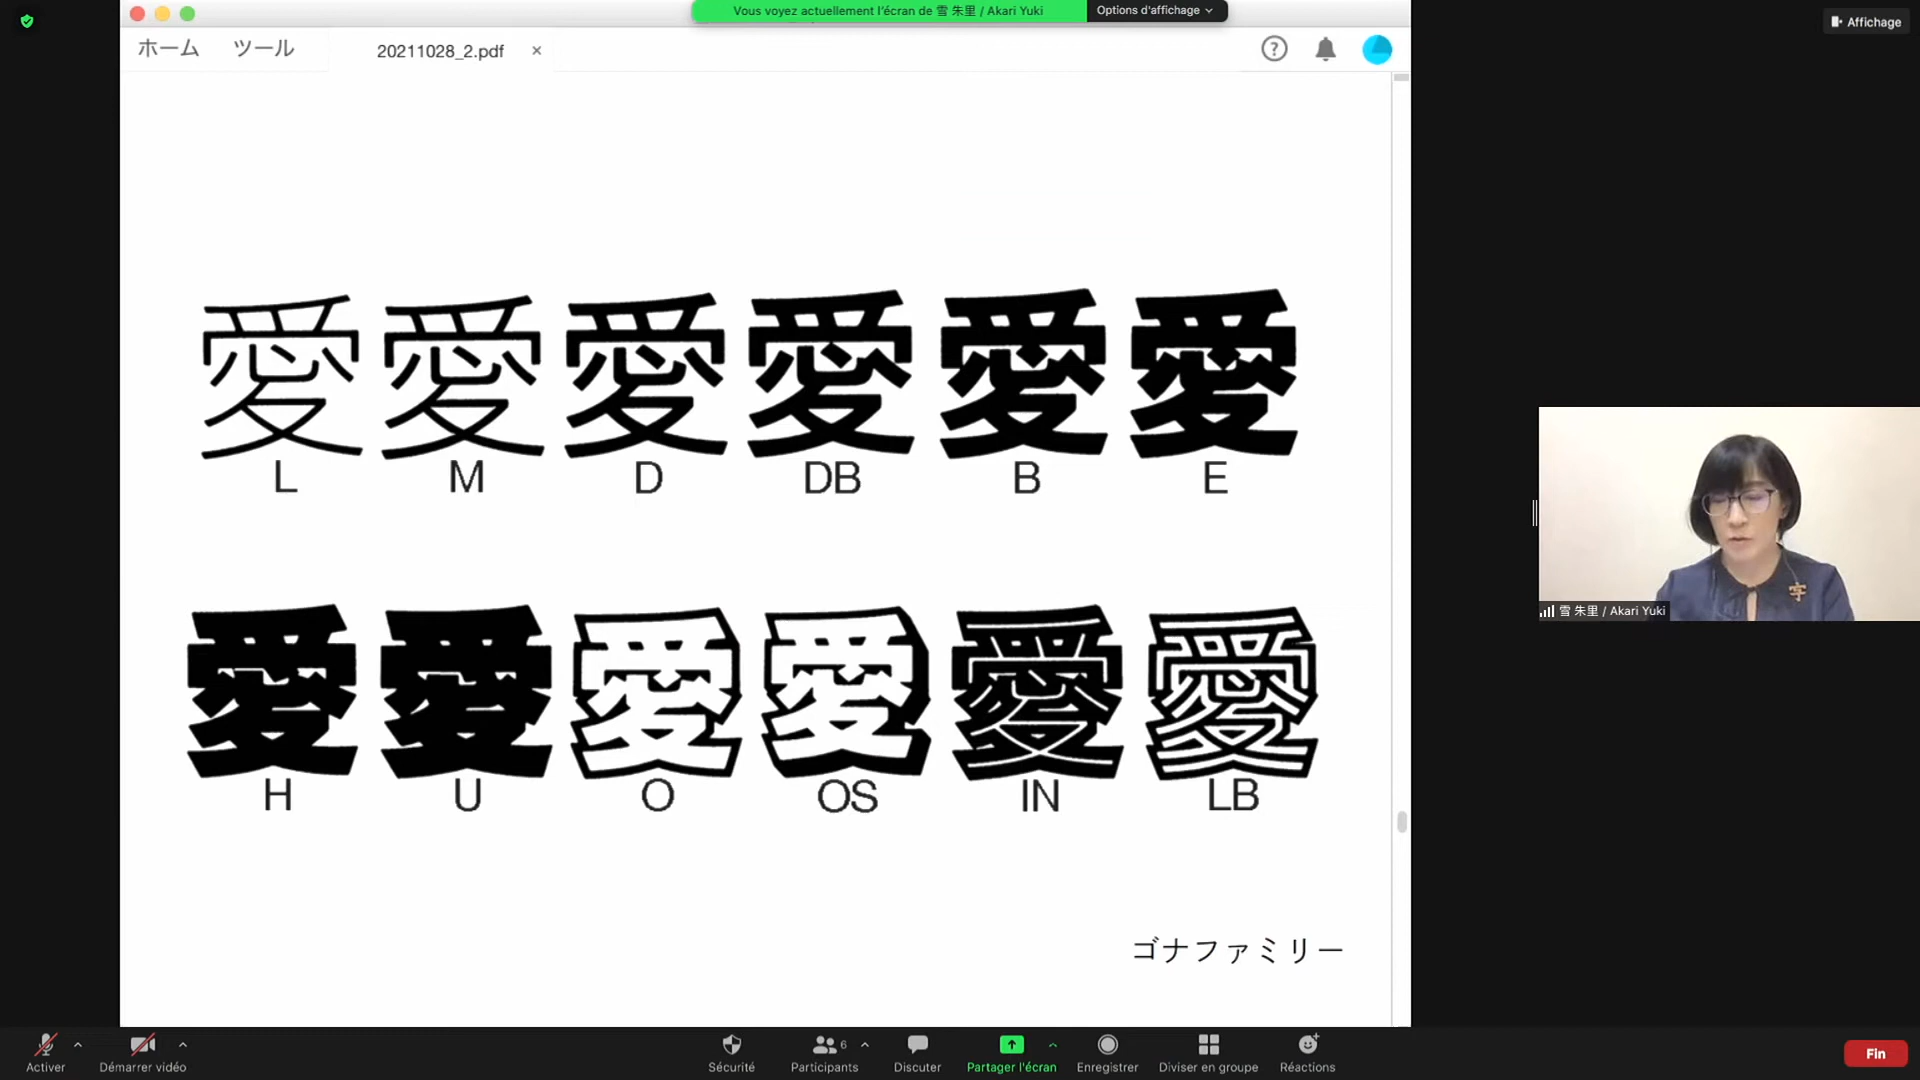 Vous voyez actuellement l'écran de 雪 朱里 / Akari Yuki
Options d'affichage
Affichage
ホーム
ツール
20211028_2.pdf
愛 愛 愛 愛 愛 愛
L M D DB B E
愛 愛 愛 愛 愛 愛
H U O OS IN LB
ゴナファミリー
字
雪 朱里 / Akari Yuki
Activer
Démarrer vidéo
Sécurité
6
Participants
Discuter
Partager l'écran
Enregistrer
Diviser en groupe
Réactions
Fin